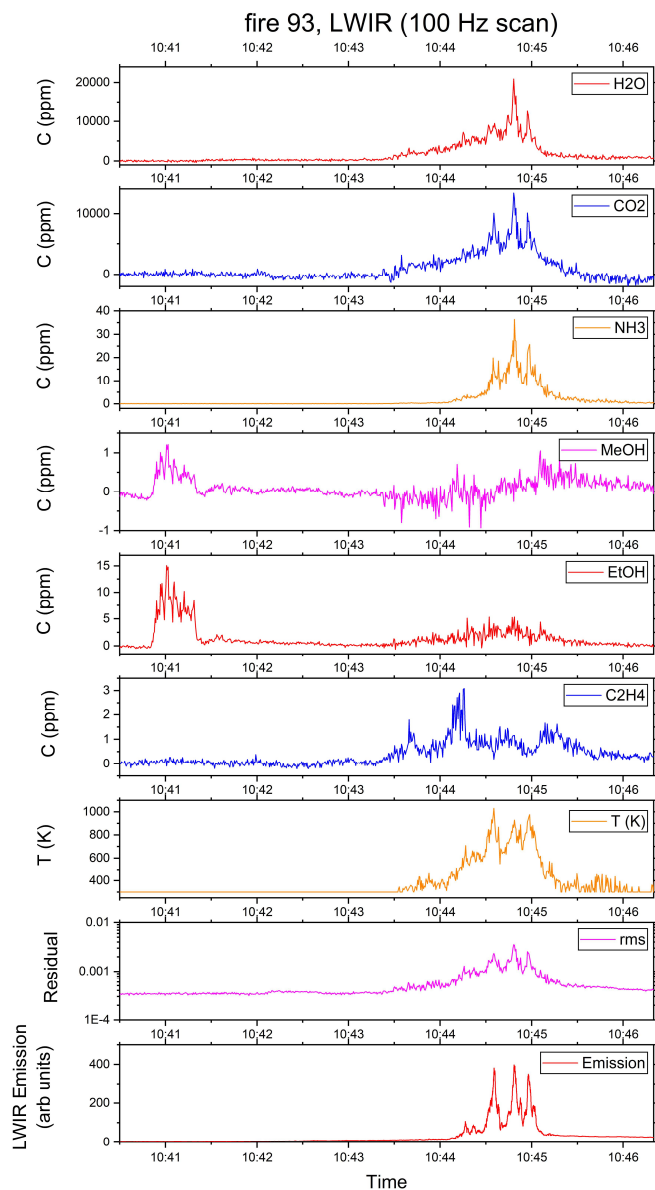 fire 93, LWIR (100 Hz scan)
10:41 10:42 10:43 10:44 10:45 10:46
20000
10000
0
C (ppm)
H2O
10:41 10:42 10:43 10:44 10:45 10:46
10000
0
C (ppm)
CO2
10:41 10:42 10:43 10:44 10:45 10:46
40
30
20
10
0
C (ppm)
NH3
10:41 10:42 10:43 10:44 10:45 10:46
1
0
-1
C (ppm)
MeOH
10:41 10:42 10:43 10:44 10:45 10:46
15
10
5
0
C (ppm)
EtOH
10:41 10:42 10:43 10:44 10:45 10:46
3
2
1
0
C (ppm)
C2H4
10:41 10:42 10:43 10:44 10:45 10:46
1000
800
600
400
T (K)
T (K)
10:41 10:42 10:43 10:44 10:45 10:46
0.01
0.001
1E-4
Residual
rms
10:41 10:42 10:43 10:44 10:45 10:46
400
200
0
LWIR Emission
(arb units)
Emission
10:41 10:42 10:43 10:44 10:45 10:46
Time